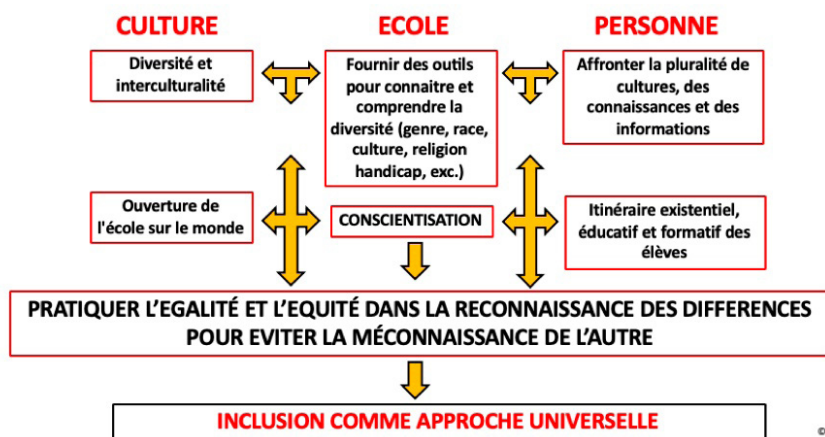 CULTURE
ECOLE
PERSONNE
Diversité et
interculturalité
Fournir des outils
pour connaitre et
comprendre la
diversité (genre, race,
culture, religion
handicap, exc.)
Affronter la pluralité de
cultures, des
connaissances et des
informations
Ouverture de
l'école sur le monde
CONSCIENTISATION
Itinéraire existentiel,
éducatif et formatif des
élèves
PRATIQUER L’EGALITÉ ET L’EQUITÉ DANS LA RECONNAISSANCE DES DIFFERENCES
POUR EVITER LA MÉCONNAISSANCE DE L’AUTRE
INCLUSION COMME APPROCHE UNIVERSELLE
©